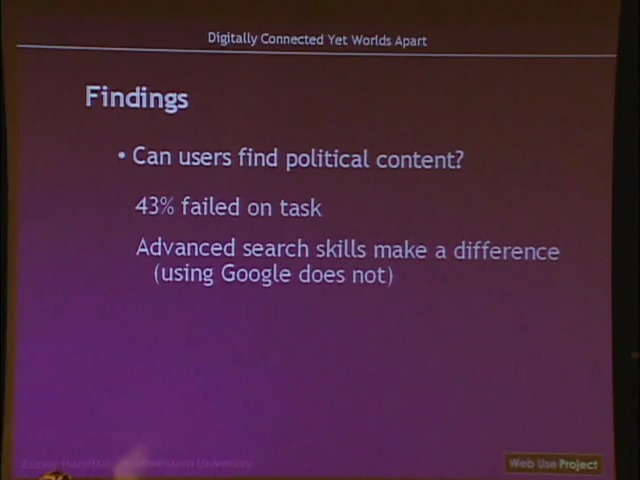 Digitally Connected Yet Worlds Apart
Findings
• Can users find political content?
43% failed on task
Advanced search skills make a difference
(using Google does not)
University
Web Use Project